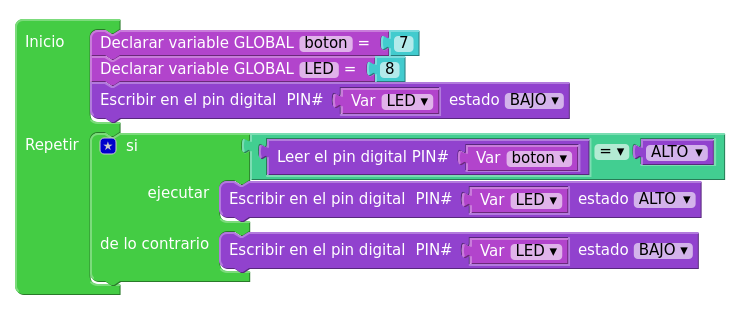 Inicio Declarar variable GLOBAL boton = 7
Declarar variable GLOBAL LED = 8
Escribir en el pin digital PIN# Var LED ▾ estado BAJO ▾
Repetir si Leer el pin digital PIN# Var boton ▾ = ▾ ALTO ▾
ejecutar Escribir en el pin digital PIN# Var LED ▾ estado ALTO ▾
de lo contrario Escribir en el pin digital PIN# Var LED ▾ estado BAJO ▾